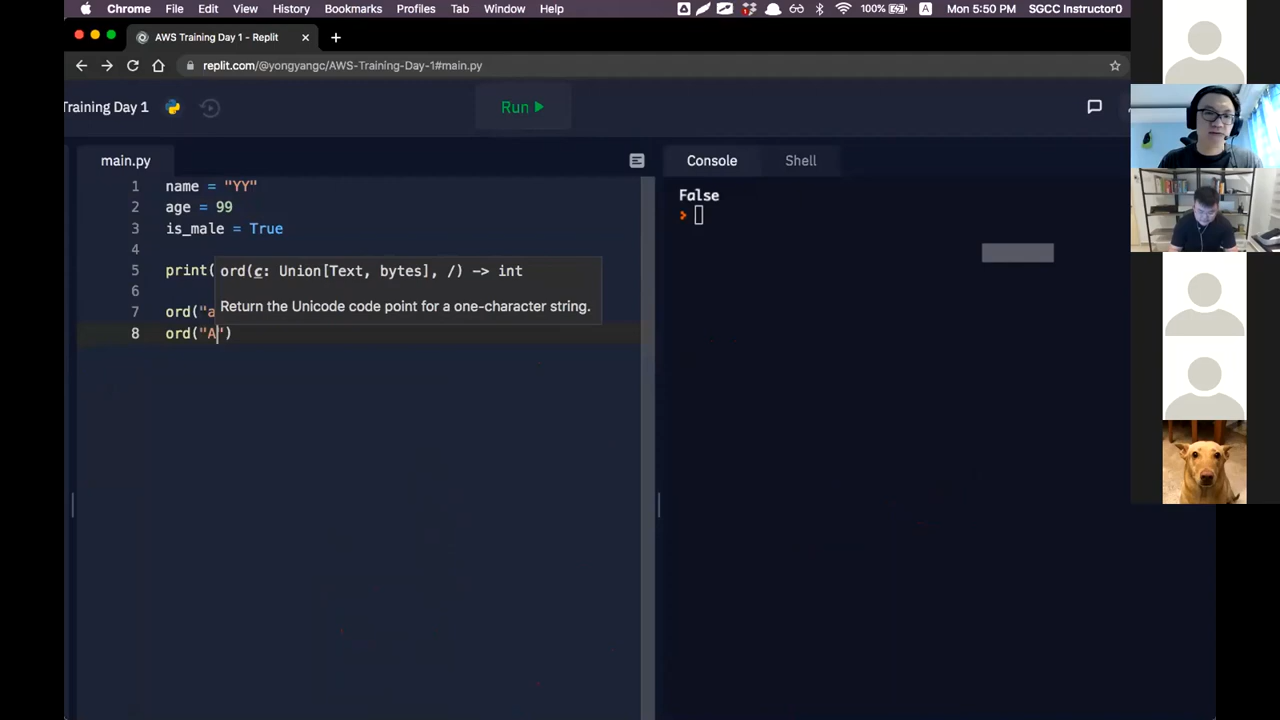 Chrome File Edit View History Bookmarks Profiles Tab Window Help 100% A Mon 5:50 PM SGCC Instructor0
AWS Training Day 1 - Replit
replit.com/@yongyangc/AWS-Training-Day-1#main.py
Training Day 1 Run
main.py
Console Shell
1 name = "YY"
2 age = 99
3 is_male = True
4
5 print(
6
7 ord("a
8 ord("A")
ord(c: Union[Text, bytes], /) -> int
Return the Unicode code point for a one-character string.
False
>